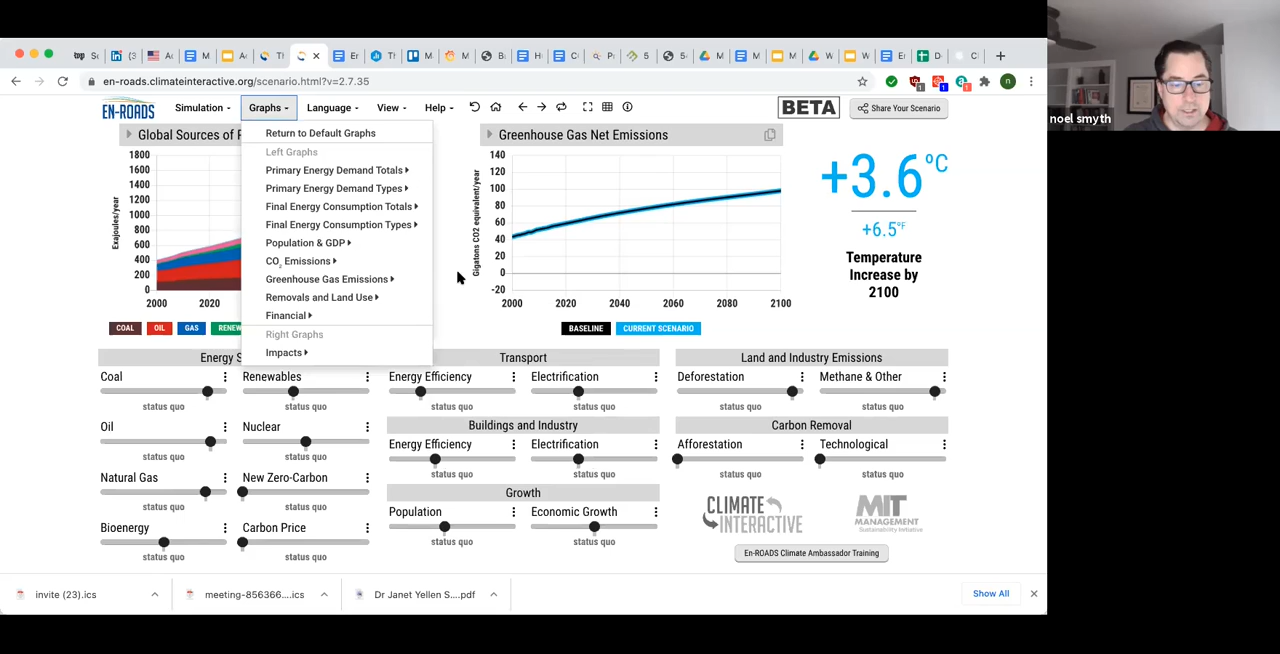 top S (3 A M A T × Er Th M M B H C P 5 5- M M M W W Er D Cl +
en-roads.climateinteractive.org/scenario.html?v=2.7.35
n
noel smyth
EN-ROADS Simulation Graphs Language View Help BETA Share Your Scenario
Global Sources of P
Greenhouse Gas Net Emissions
Return to Default Graphs
Left Graphs
Primary Energy Demand Totals
Primary Energy Demand Types
Final Energy Consumption Totals
Final Energy Consumption Types
Population & GDP
CO2 Emissions
Greenhouse Gas Emissions
Removals and Land Use
Financial
Right Graphs
Impacts
Exajoules/year
1800
1600
1400
1200
1000
800
600
400
200
0
2000 2020
COAL OIL GAS RENEW
Gigatons CO2 equivalent/year
140
120
100
80
60
40
20
0
-20
2000 2020 2040 2060 2080 2100
BASELINE CURRENT SCENARIO
+3.6°C
+6.5°F
Temperature
Increase by
2100
Energy S
Coal Renewables
status quo status quo
Oil Nuclear
status quo status quo
Natural Gas New Zero-Carbon
status quo status quo
Bioenergy Carbon Price
status quo status quo
Transport
Energy Efficiency Electrification
status quo status quo
Buildings and Industry
Energy Efficiency Electrification
status quo status quo
Growth
Population Economic Growth
status quo status quo
Land and Industry Emissions
Deforestation Methane & Other
status quo status quo
Carbon Removal
Afforestation Technological
status quo status quo
CLIMATE
INTERACTIVE
MIT
MANAGEMENT
Sustainability Initiative
En-ROADS Climate Ambassador Training
invite (23).ics meeting-856366....ics Dr Janet Yellen S....pdf Show All